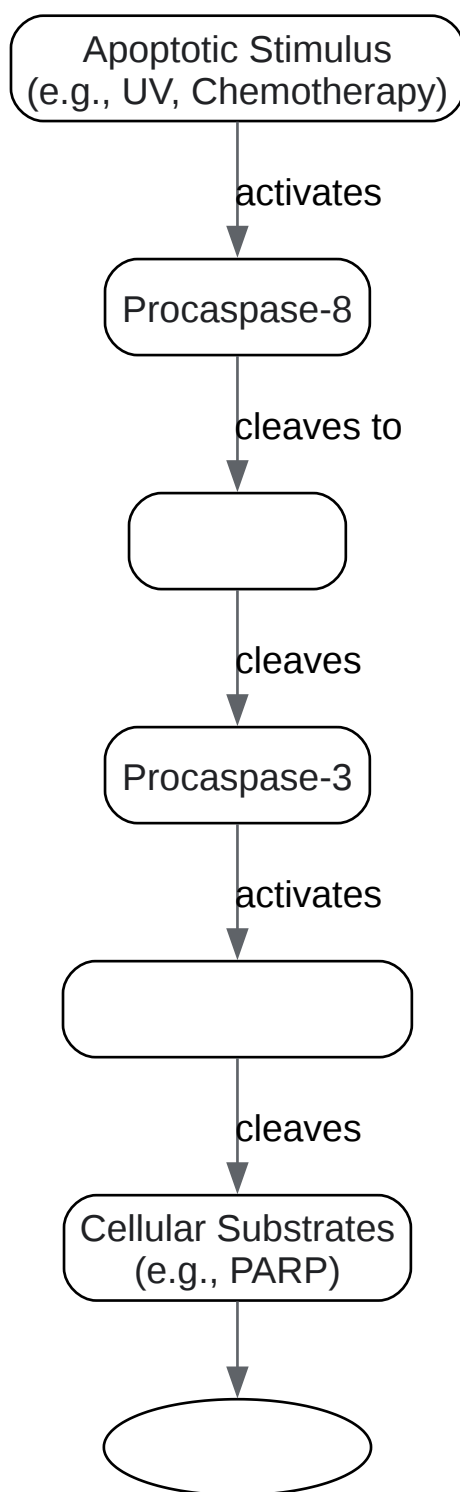 Apoptotic Stimulus
(e.g., UV, Chemotherapy)
activates
Procaspase-8
cleaves to
cleaves
Procaspase-3
activates
cleaves
Cellular Substrates
(e.g., PARP)